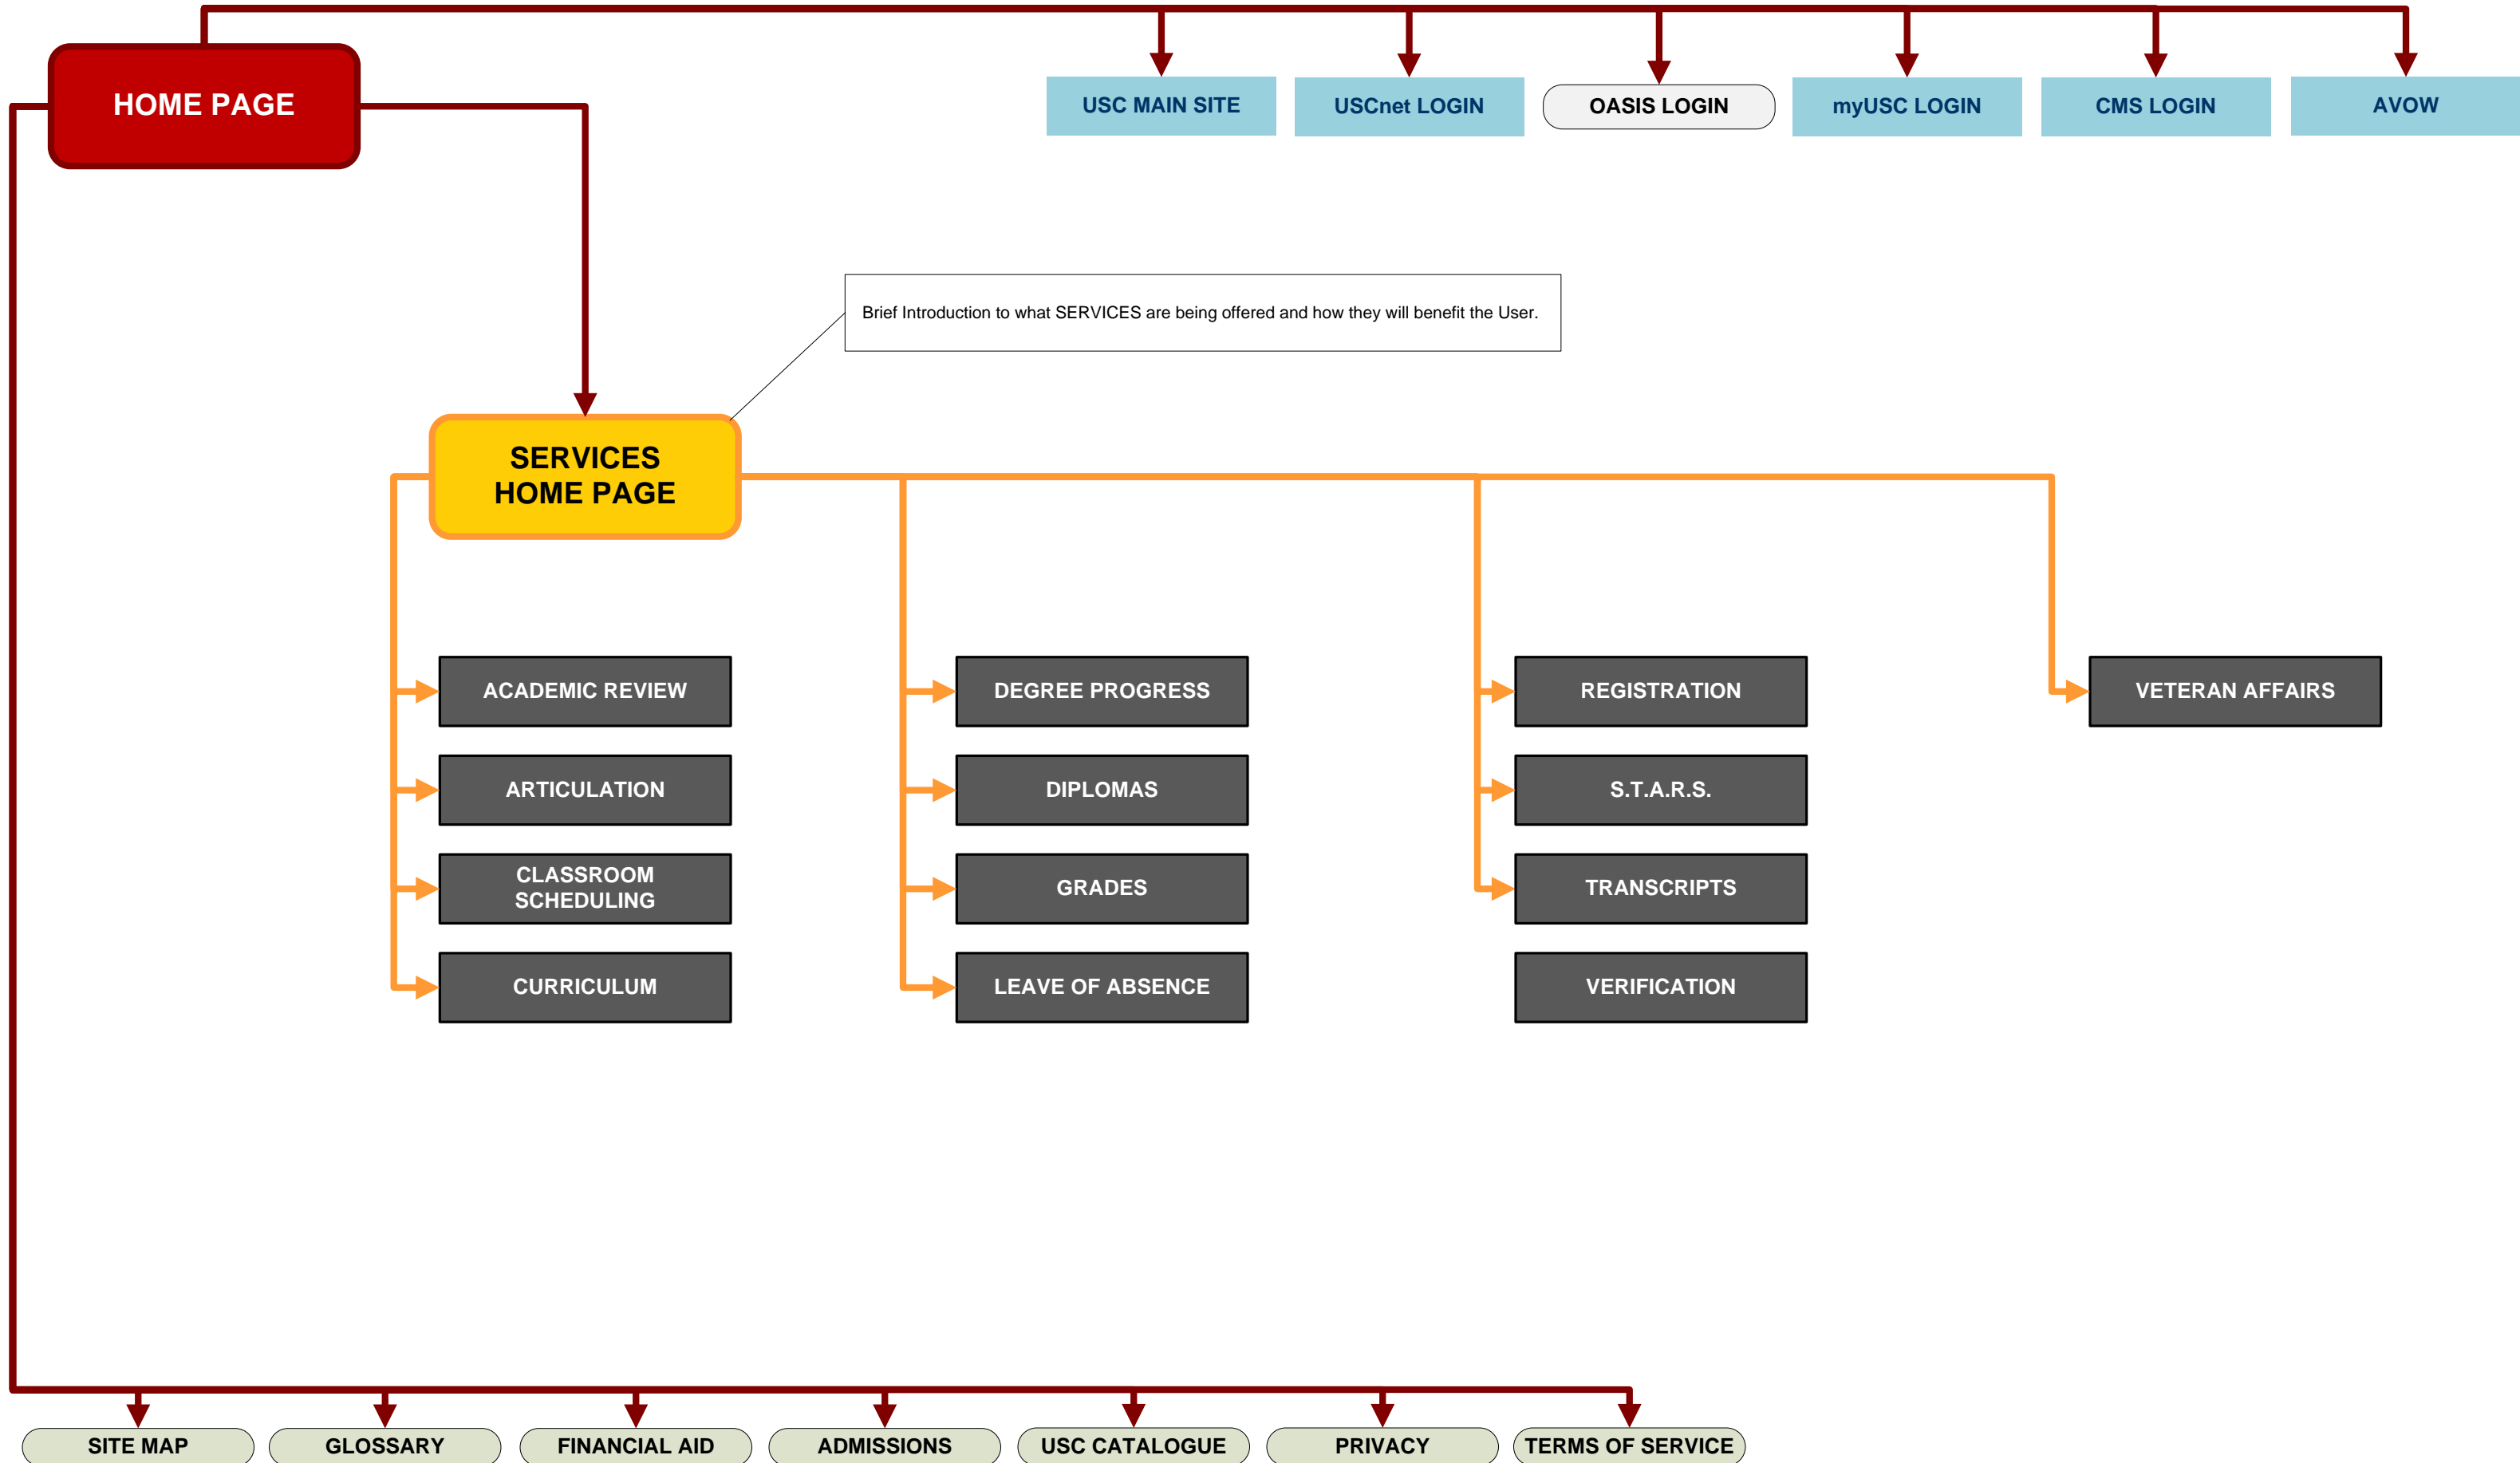 HOME PAGE
USC MAIN SITE
USCnet LOGIN
OASIS LOGIN
myUSC LOGIN
CMS LOGIN
AVOW
Brief Introduction to what SERVICES are being offered and how they will benefit the User.
SERVICES
HOME PAGE
ACADEMIC REVIEW
DEGREE PROGRESS
REGISTRATION
VETERAN AFFAIRS
ARTICULATION
DIPLOMAS
S.T.A.R.S.
CLASSROOM
SCHEDULING
GRADES
TRANSCRIPTS
CURRICULUM
LEAVE OF ABSENCE
VERIFICATION
SITE MAP
GLOSSARY
FINANCIAL AID
ADMISSIONS
USC CATALOGUE
PRIVACY
TERMS OF SERVICE